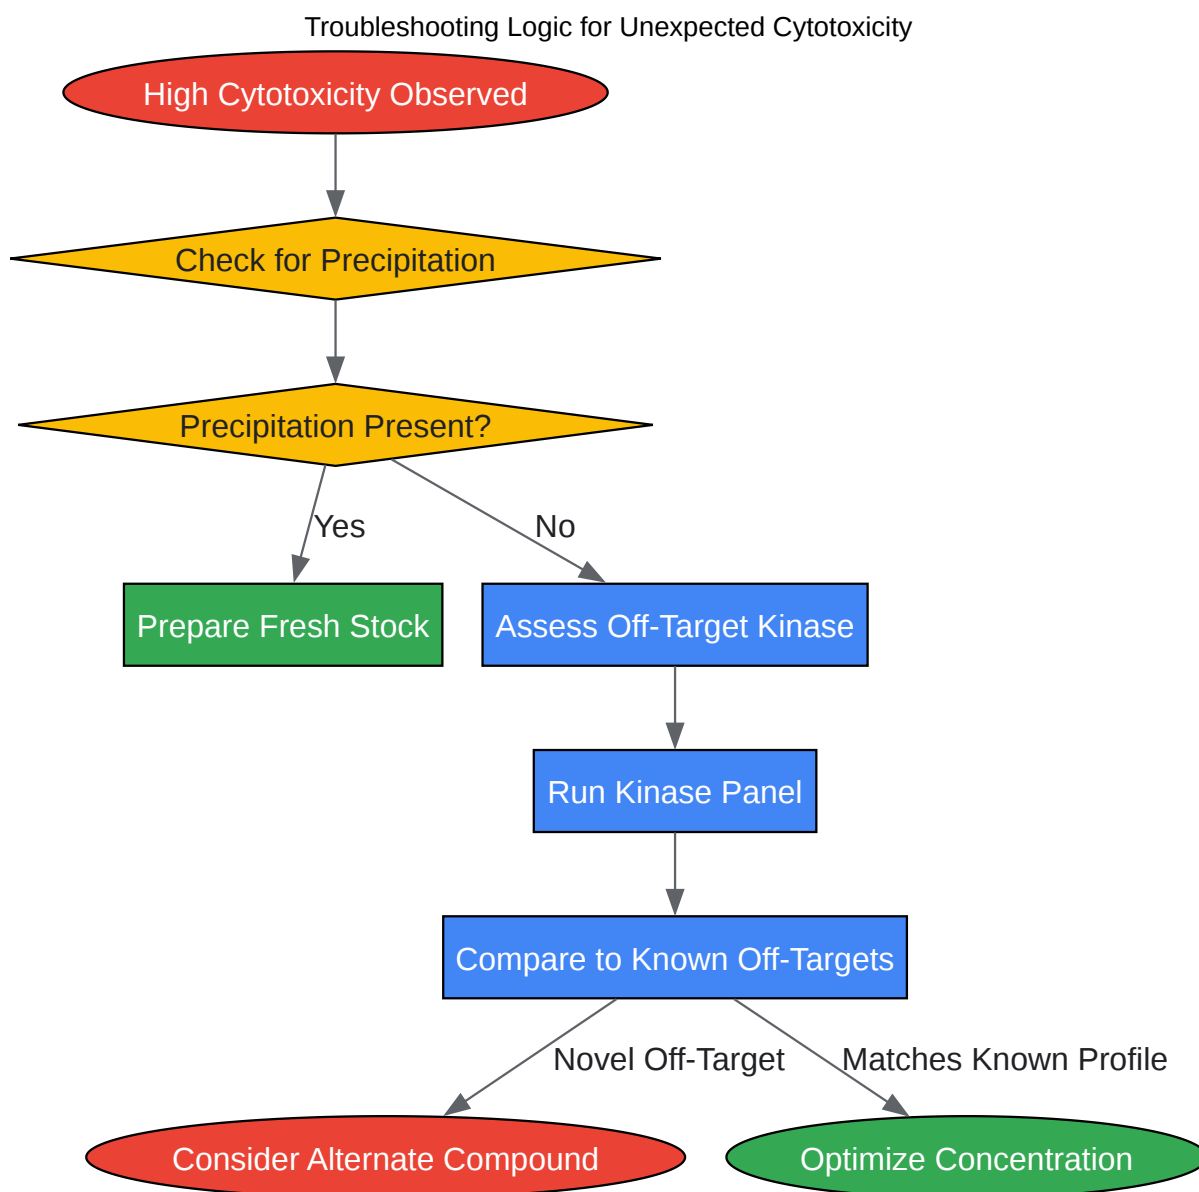 Troubleshooting Logic for Unexpected Cytotoxicity
High Cytotoxicity Observed
Check for Precipitation
Precipitation Present?
Yes
No
Prepare Fresh Stock
Assess Off-Target Kinase
Run Kinase Panel
Compare to Known Off-Targets
Novel Off-Target
Matches Known Profile
Consider Alternate Compound
Optimize Concentration